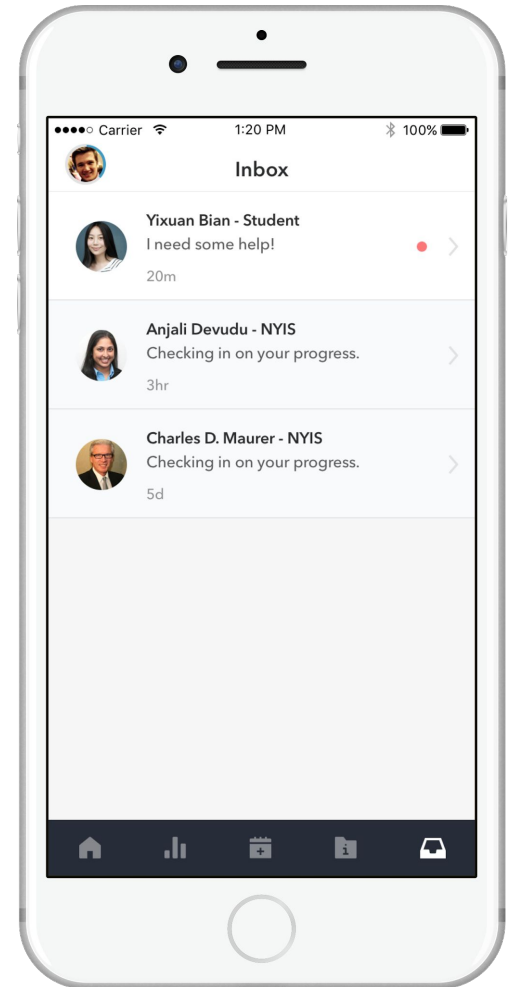 Carrier 1:20 PM 100%
Inbox
Yixuan Bian - Student
I need some help!
20m
Anjali Devudu - NYIS
Checking in on your progress.
3hr
Charles D. Maurer - NYIS
Checking in on your progress.
5d
i